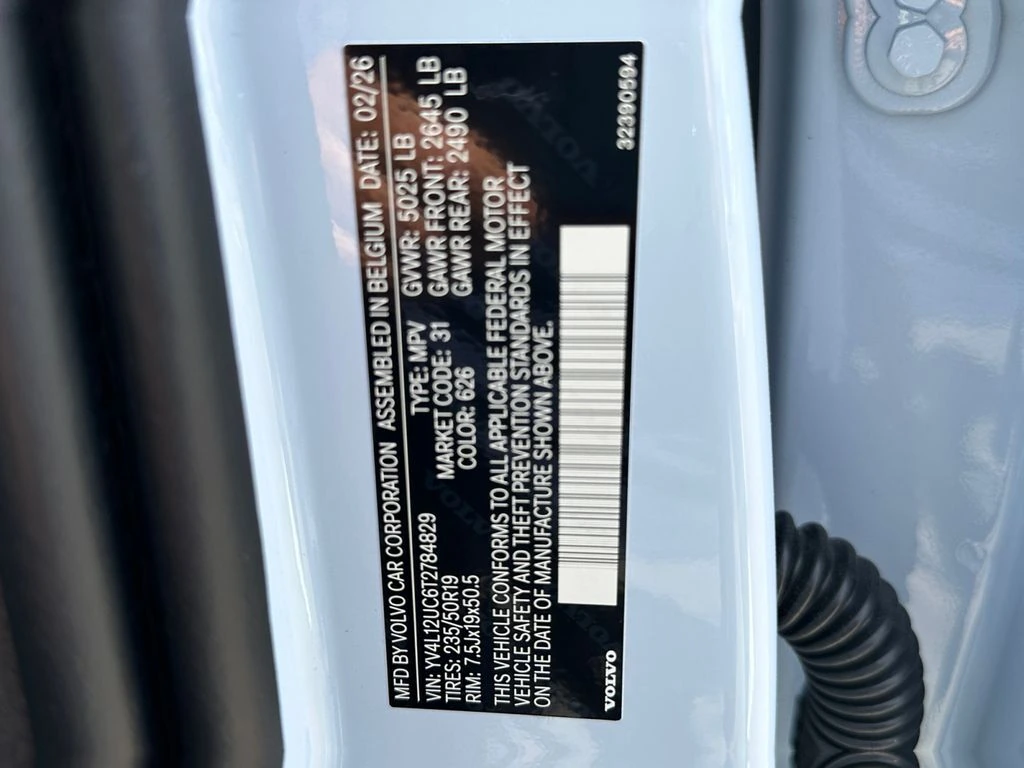 MFD BY VOLVO CAR CORPORATION ASSEMBLED IN BELGIUM DATE: 02/26
VIN: YV4L12UC6T2784829 TYPE: MPV GVWR: 5025 LB
TIRES: 235/50R19 MARKET CODE: 31 GAWR FRONT: 2645 LB
RIM: 7.5Jx19x50.5 COLOR: 626 GAWR REAR: 2490 LB
THIS VEHICLE CONFORMS TO ALL APPLICABLE FEDERAL MOTOR
VEHICLE SAFETY AND THEFT PREVENTION STANDARDS IN EFFECT
ON THE DATE OF MANUFACTURE SHOWN ABOVE.
VOLVO 32390594